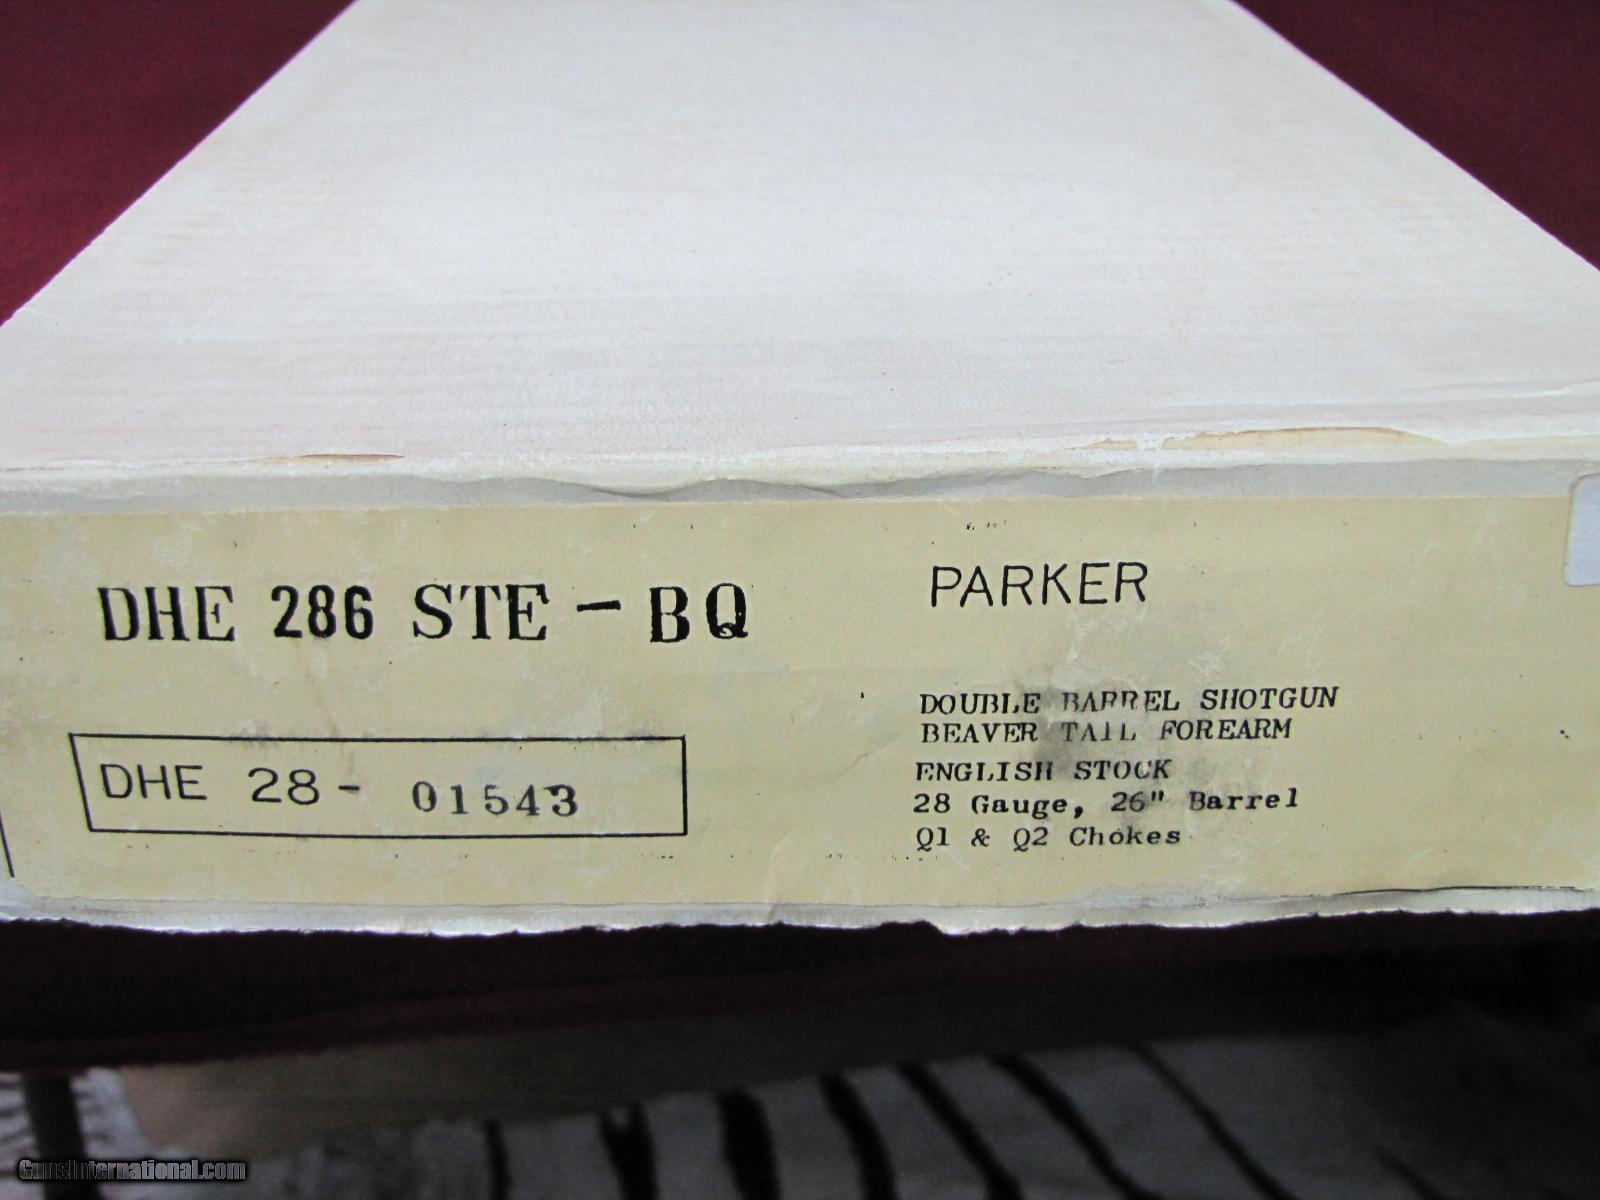 DHE 286 STE - BQ
PARKER
DHE 28 - 01543
DOUBLE BARREL SHOTGUN
BEAVER TAIL FOREARM
ENGLISH STOCK
28 Gauge, 26" Barrel
Q1 & Q2 Chokes
GunsInternational.com